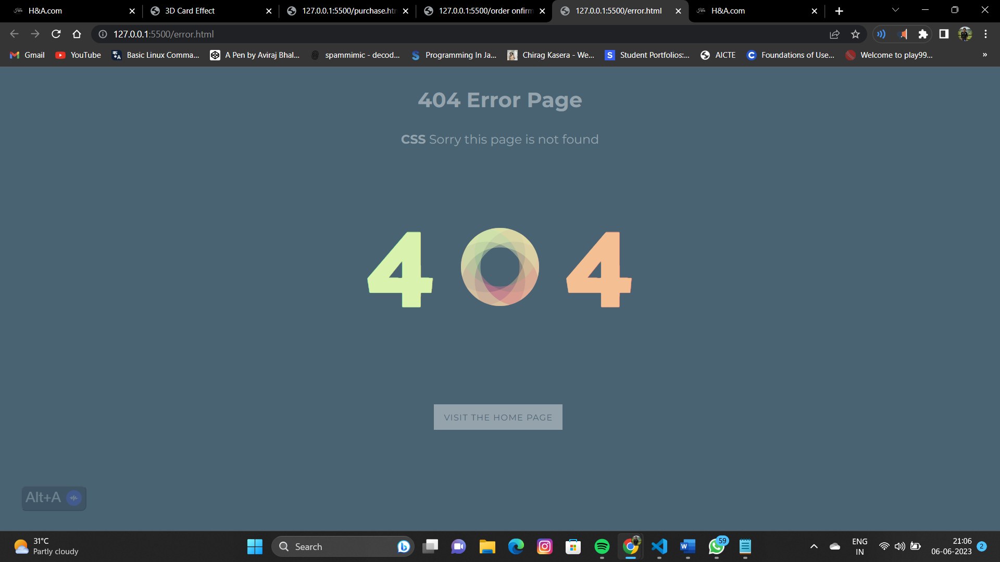 H&A.com
3D Card Effect
127.0.0.1:5500/purchase.htm
127.0.0.1:5500/order onfirm
127.0.0.1:5500/error.html
H&A.com
127.0.0.1:5500/error.html
Gmail
YouTube
Basic Linux Comma...
A Pen by Aviraj Bhal...
spammimic - decod...
Programming In Ja...
Chirag Kasera - We...
S
Student Portfolios:...
AICTE
C
Foundations of Use...
Welcome to play99...
»
404 Error Page
CSS Sorry this page is not found
4 0 4
VISIT THE HOME PAGE
Alt+A
31°C
Partly cloudy
Search
W
59
ENG
IN
21:06
06-06-2023
2